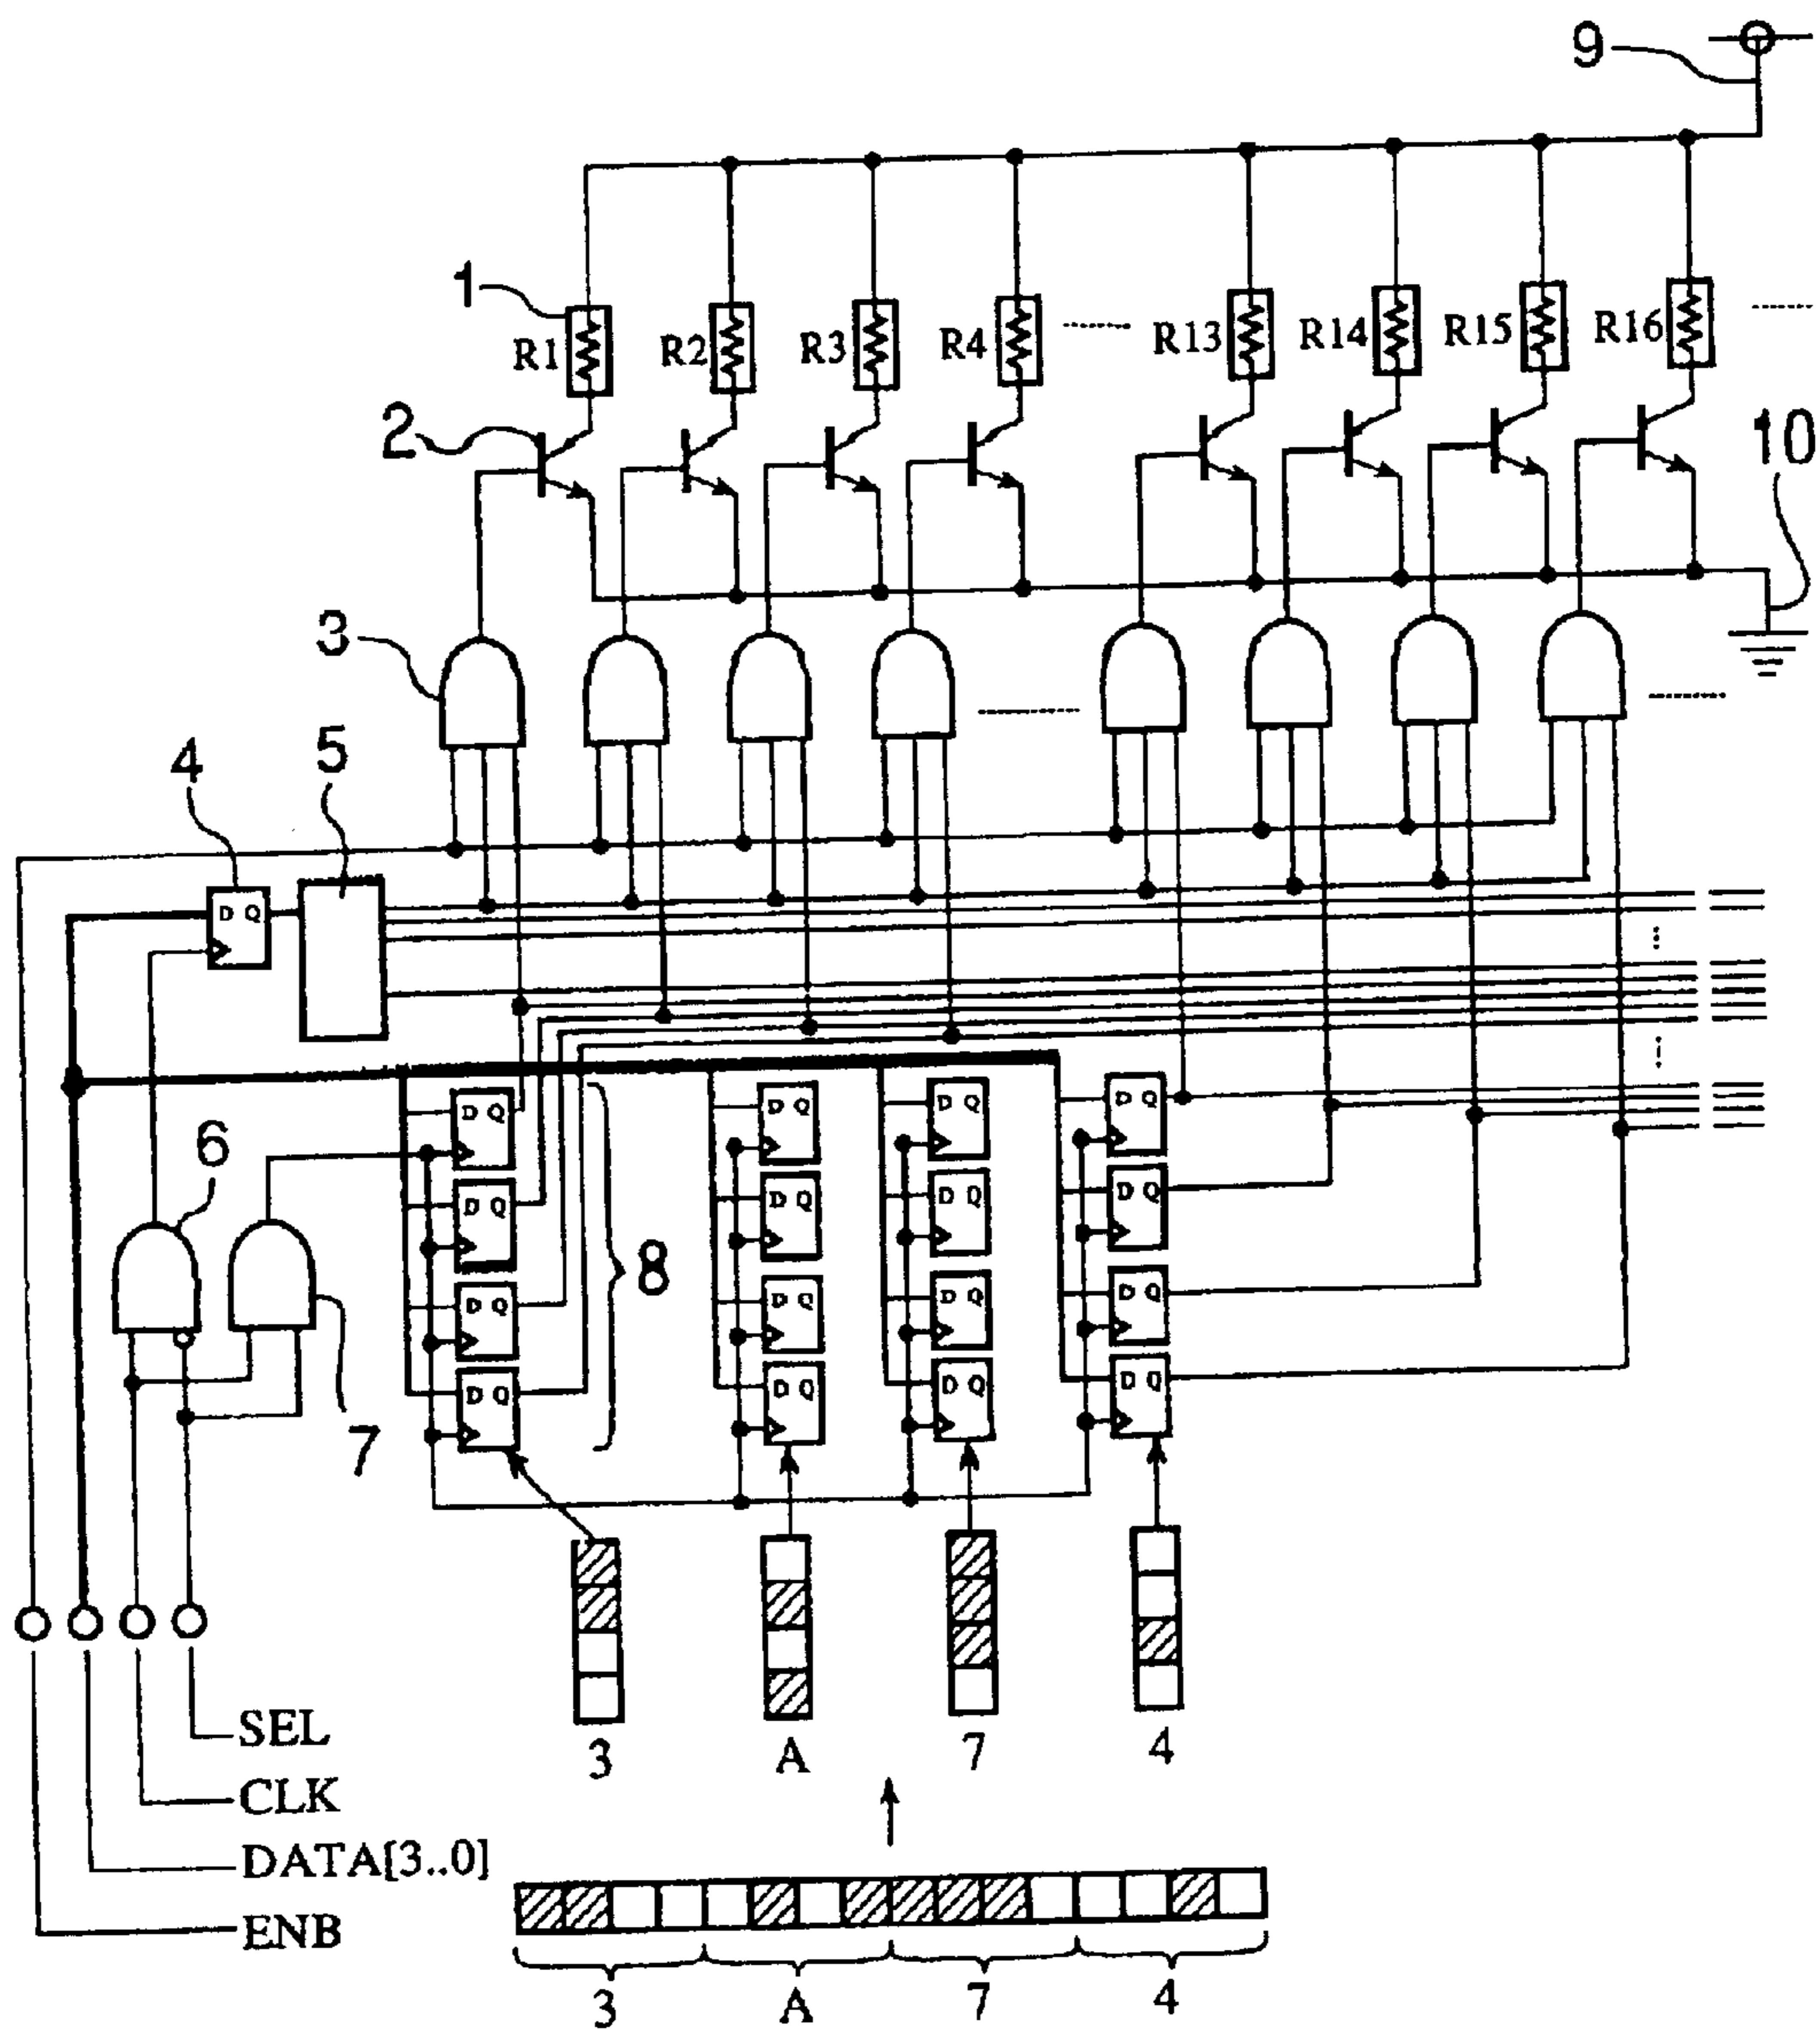 9
1
R1 R2 R3 R4 R13 R14 R15 R16
2
10
3
4
5
D Q
D Q D Q D Q D Q
6
D Q D Q D Q D Q
8
D Q D Q D Q D Q
7
D Q D Q D Q D Q
SEL
3 A 7 4
CLK
DATA[3..0]
ENB
3 A 7 4